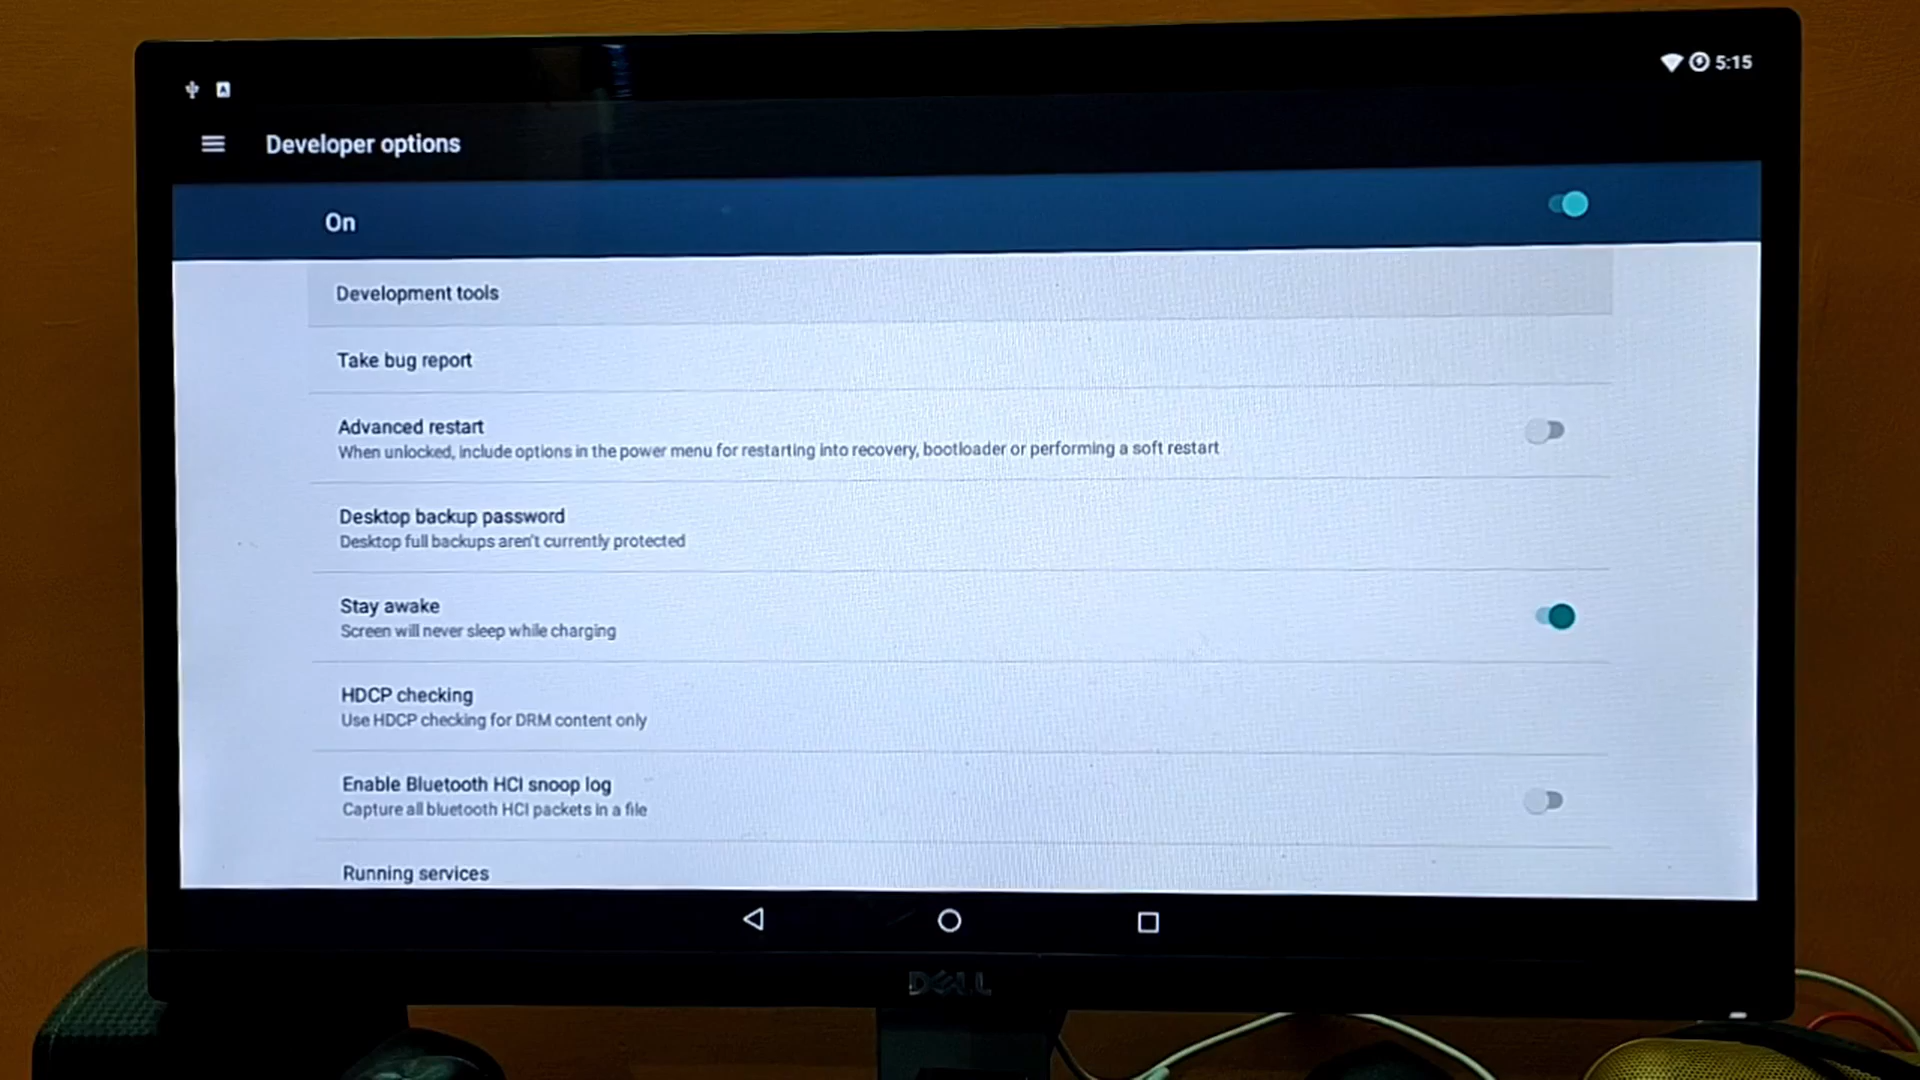 5:15
A
Developer options
On
Development tools
Take bug report
Advanced restart
When unlocked, include options in the power menu for restarting into recovery, bootloader or performing a soft restart
Desktop backup password
Desktop full backups aren't currently protected
Stay awake
Screen will never sleep while charging
HDCP checking
Use HDCP checking for DRM content only
Enable Bluetooth HCI snoop log
Capture all bluetooth HCI packets in a file
Running services
DELL